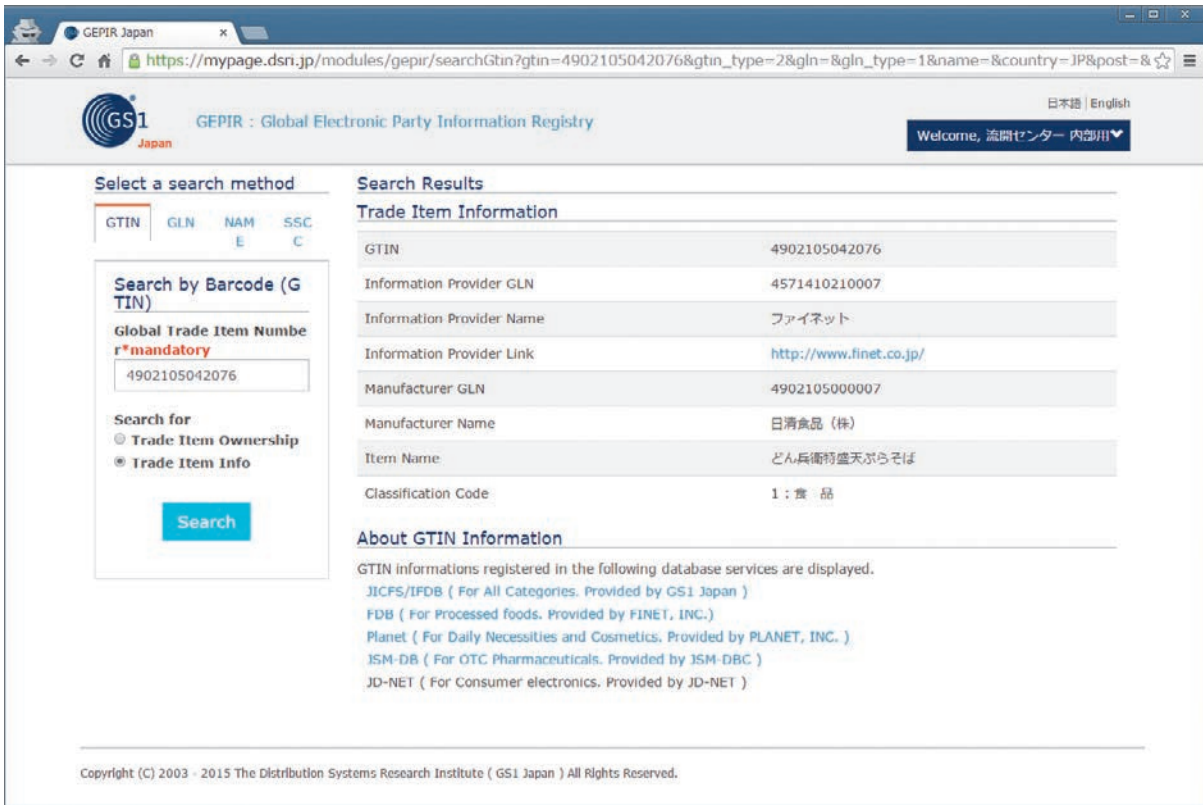 GEPIR Japan
https://mypage.dsri.jp/modules/gepir/searchGtin?gtin=4902105042076&gtin_type=2&gln=&gln_type=1&name=&country=JP&post=&
GS1
Japan
GEPIR : Global Electronic Party Information Registry
日本語 | English
Welcome, 流開センター 内部用
Select a search method
GTIN
GLN
NAM
E
SSC
C
Search by Barcode (G
TIN)
Global Trade Item Numbe
r*mandatory
4902105042076
Search for
Trade Item Ownership
Trade Item Info
Search
Search Results
Trade Item Information
GTIN 4902105042076
Information Provider GLN 4571410210007
Information Provider Name ファイネット
Information Provider Link http://www.finet.co.jp/
Manufacturer GLN 4902105000007
Manufacturer Name 日清食品（株）
Item Name どん兵衛特盛天ぷらそば
Classification Code 1：食　品
About GTIN Information
GTIN informations registered in the following database services are displayed.
JICFS/IFDB ( For All Categories. Provided by GS1 Japan )
FDB ( For Processed foods. Provided by FINET, INC.)
Planet ( For Daily Necessities and Cosmetics. Provided by PLANET, INC. )
JSM-DB ( For OTC Pharmaceuticals. Provided by JSM-DBC )
JD-NET ( For Consumer electronics. Provided by JD-NET )
Copyright (C) 2003 - 2015 The Distribution Systems Research Institute ( GS1 Japan ) All Rights Reserved.